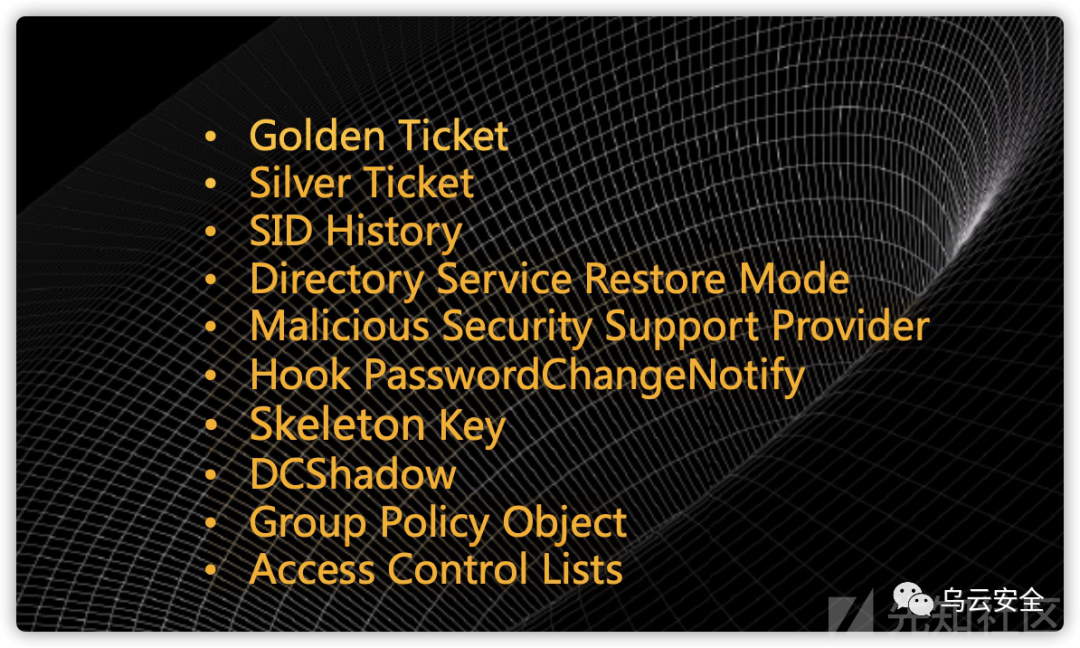 • Golden Ticket
• Silver Ticket
• SID History
• Directory Service Restore Mode
• Malicious Security Support Provider
• Hook PasswordChangeNotify
• Skeleton Key
• DCShadow
• Group Policy Object
• Access Control Lists
乌云安全
先知社区